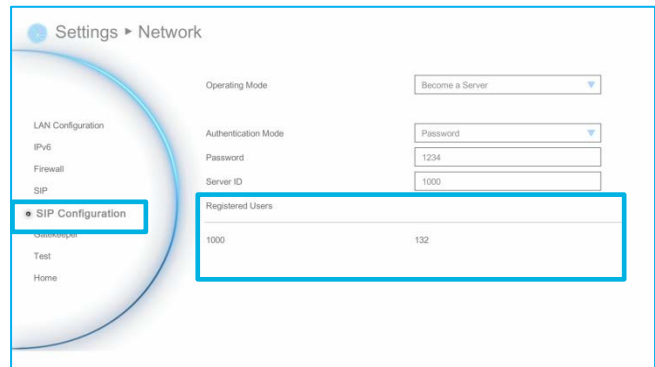 Settings ▸ Network
Operating Mode
Become a Server
LAN Configuration
IPv6
Firewall
SIP
SIP Configuration
Gatekeeper
Test
Home
Authentication Mode
Password
Password
1234
Server ID
1000
Registered Users
1000
132